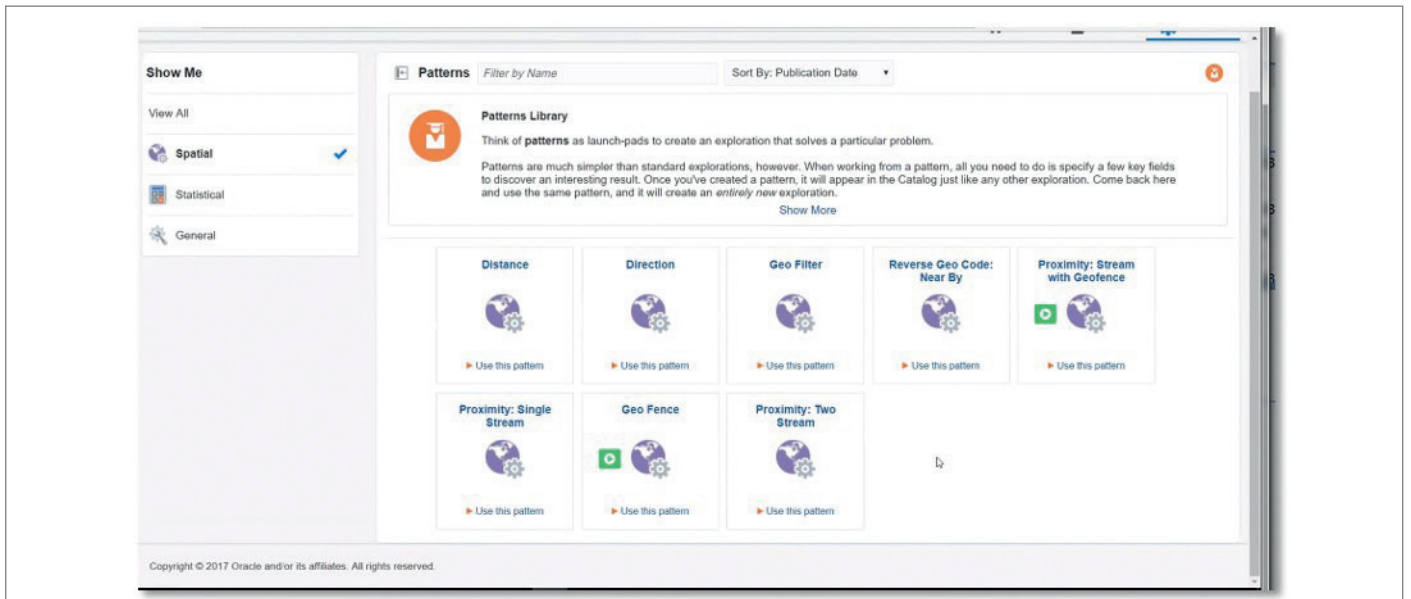 Show Me
View All
Spatial
Statistical
General
Patterns Filter by Name Sort By: Publication Date
Patterns Library
Think of patterns as launch-pads to create an exploration that solves a particular problem.
Patterns are much simpler than standard explorations, however. When working from a pattern, all you need to do is specify a few key fields
to discover an interesting result. Once you've created a pattern, it will appear in the Catalog just like any other exploration. Come back here
and use the same pattern, and it will create an entirely new exploration.
Show More
Distance
Use this pattern
Direction
Use this pattern
Geo Filter
Use this pattern
Reverse Geo Code:
Near By
Use this pattern
Proximity: Stream
with Geofence
Use this pattern
Proximity: Single
Stream
Use this pattern
Geo Fence
Use this pattern
Proximity: Two
Stream
Use this pattern
Copyright © 2017 Oracle and/or its affiliates. All rights reserved.